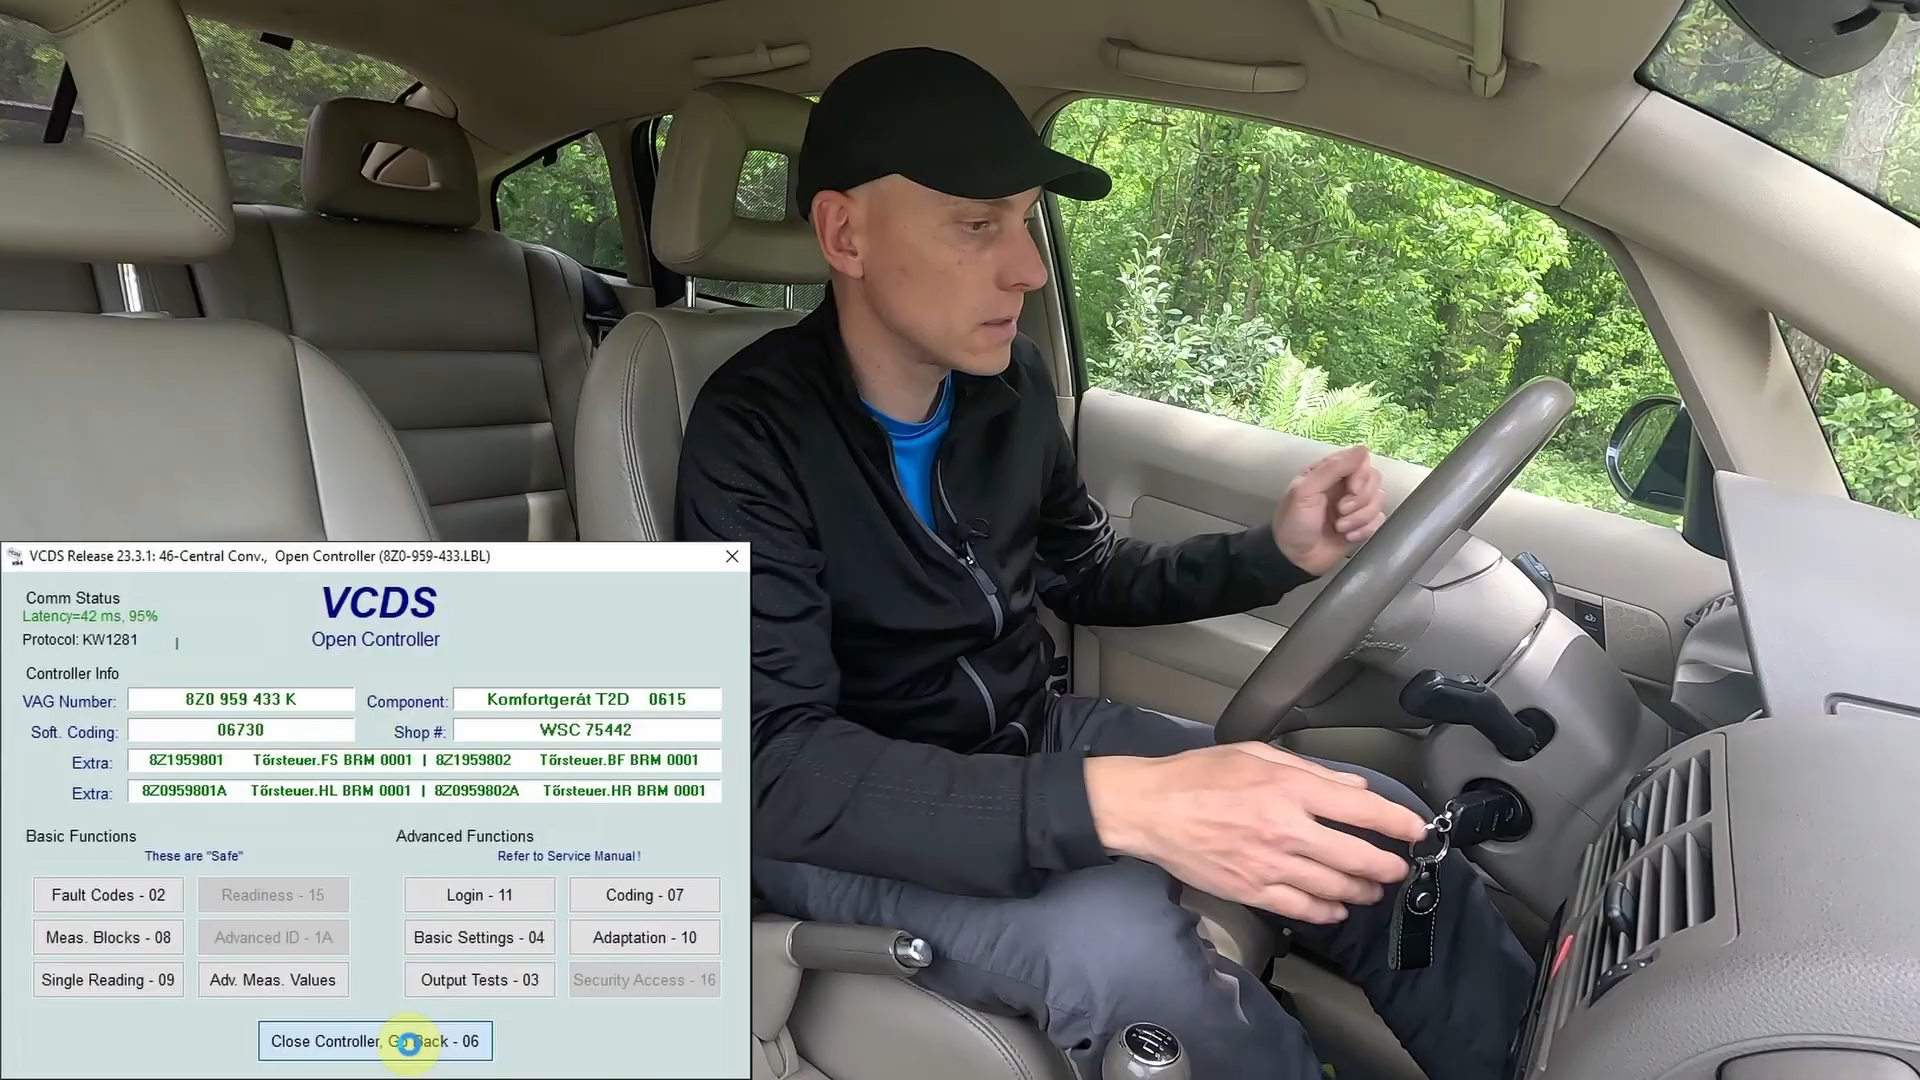 VCDS Release 23.3.1: 46-Central Conv., Open Controller (8Z0-959-433.LBL)
Comm Status
Latency=42 ms, 95%
Protocol: KW1281
|
VCDS
Open Controller
Controller Info
VAG Number: 8Z0 959 433 K Component: Komfortgerát T2D 0615
Soft. Coding: 06730 Shop #: WSC 75442
Extra: 8Z1959801 Tőrsteuer.FS BRM 0001 | 8Z1959802 Tőrsteuer.BF BRM 0001
Extra: 8Z0959801A Tőrsteuer.HL BRM 0001 | 8Z0959802A Tőrsteuer.HR BRM 0001
Basic Functions
These are "Safe"
Advanced Functions
Refer to Service Manual!
Fault Codes - 02 Readiness - 15 Login - 11 Coding - 07
Meas. Blocks - 08 Advanced ID - 1A Basic Settings - 04 Adaptation - 10
Single Reading - 09 Adv. Meas. Values Output Tests - 03 Security Access - 16
Close Controller, Go Back - 06